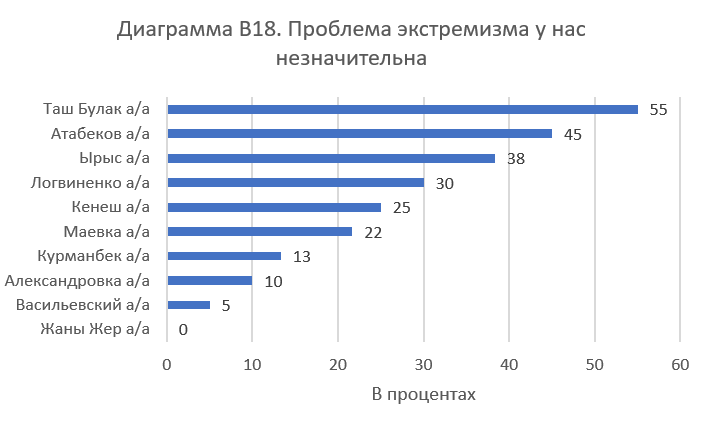 Диаграмма В18. Проблема экстремизма у нас
незначительна
Таш Булак а/а 55
Атабеков а/а 45
Ырыс а/а 38
Логвиненко а/а 30
Кенеш а/а 25
Маевка а/а 22
Курманбек а/а 13
Александровка а/а 10
Васильевский а/а 5
Жаны Жер а/а 0
0 10 20 30 40 50 60
В процентах